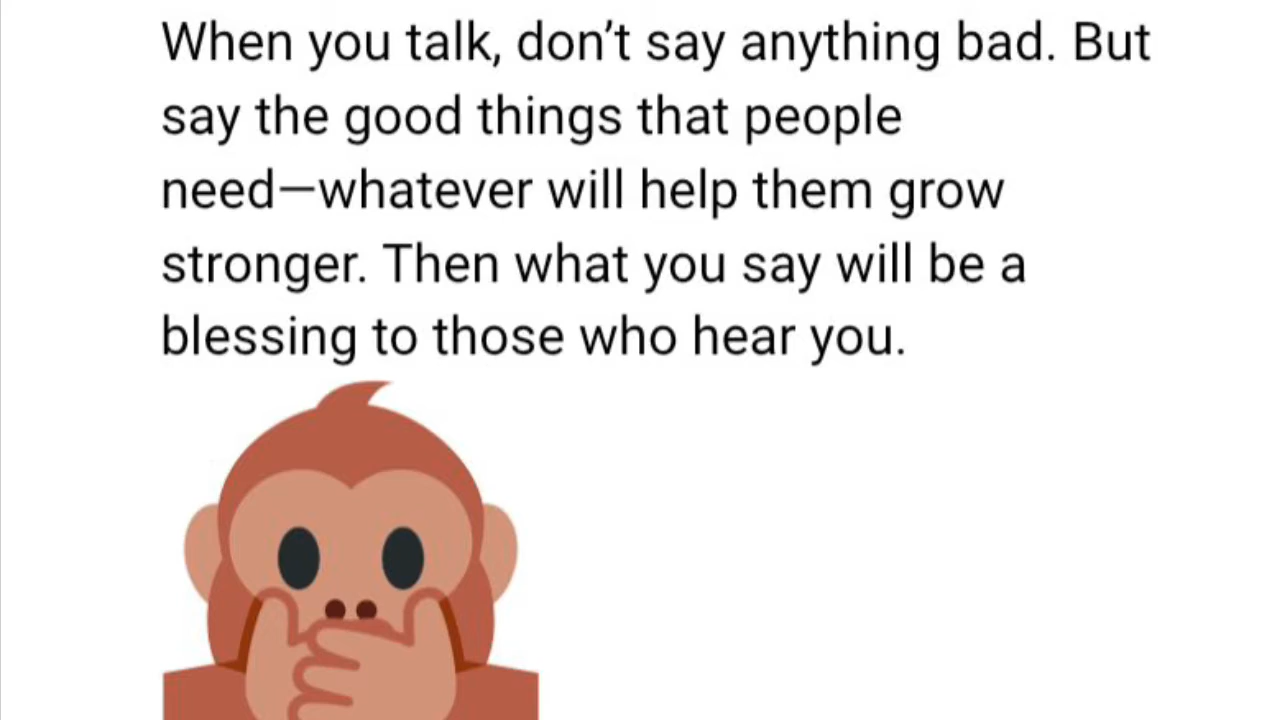 When you talk, don’t say anything bad. But
say the good things that people
need—whatever will help them grow
stronger. Then what you say will be a
blessing to those who hear you.